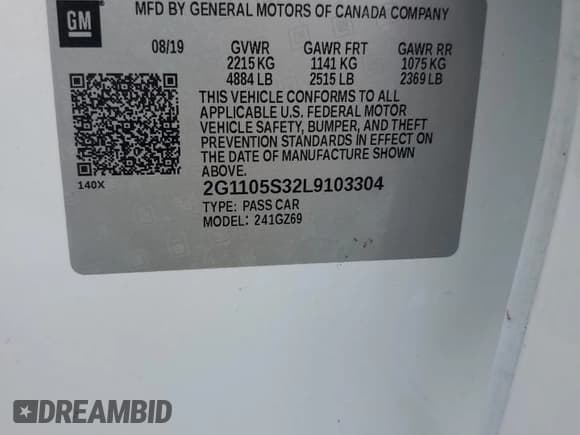 MFD BY GENERAL MOTORS OF CANADA COMPANY
GM
08/19 GVWR GAWR FRT GAWR RR
2215 KG 1141 KG 1075 KG
4884 LB 2515 LB 2369 LB
THIS VEHICLE CONFORMS TO ALL
APPLICABLE U.S. FEDERAL MOTOR
VEHICLE SAFETY, BUMPER, AND THEFT
PREVENTION STANDARDS IN EFFECT ON
THE DATE OF MANUFACTURE SHOWN
ABOVE.
140X
2G1105S32L9103304
TYPE: PASS CAR
MODEL: 241GZ69
DREAMBID